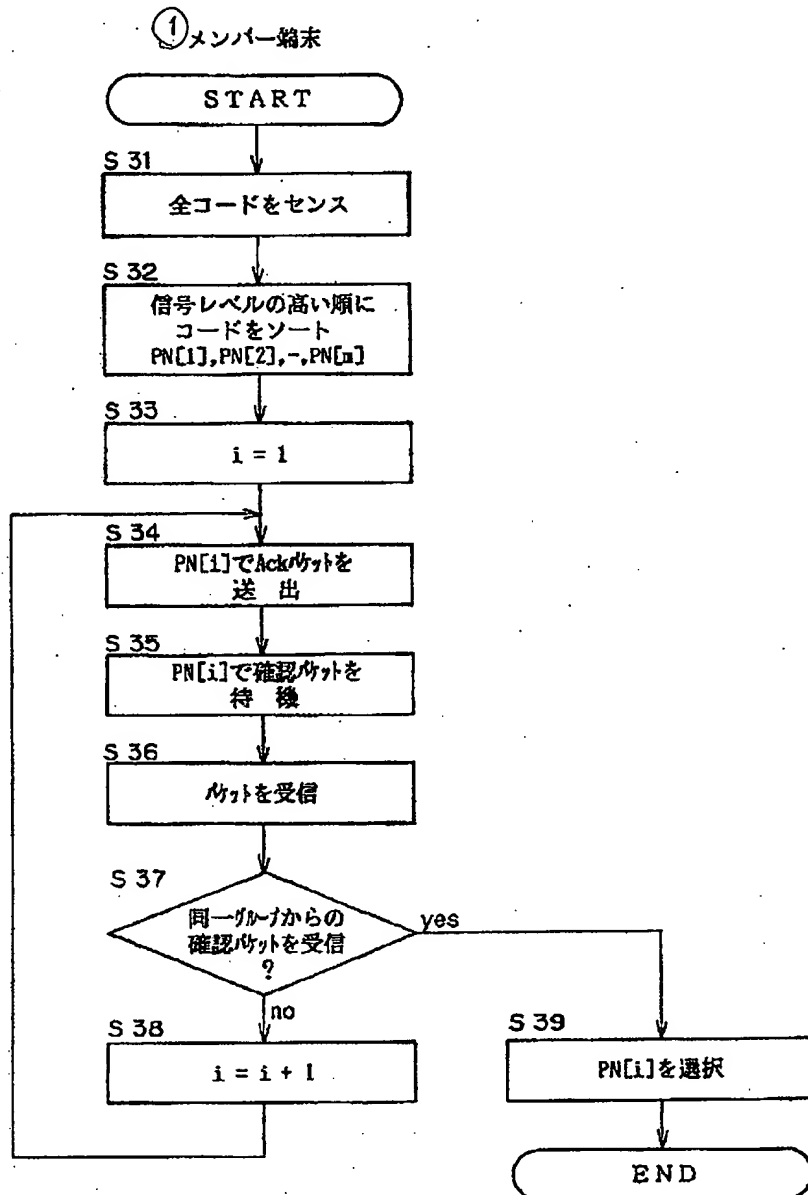 ① メンバー端末
START
S 31
全コードをセンス
S 32
信号レベルの高い順に
コードをソート
PN[1],PN[2],-,PN[m]
S 33
i = 1
S 34
PN[i]でAckパケットを
送 出
S 35
PN[i]で確認パケットを
待 機
S 36
パケットを受信
S 37
同一グループからの
確認パケットを受信
?
yes
no
S 38
i = i + 1
S 39
PN[i]を選択
END